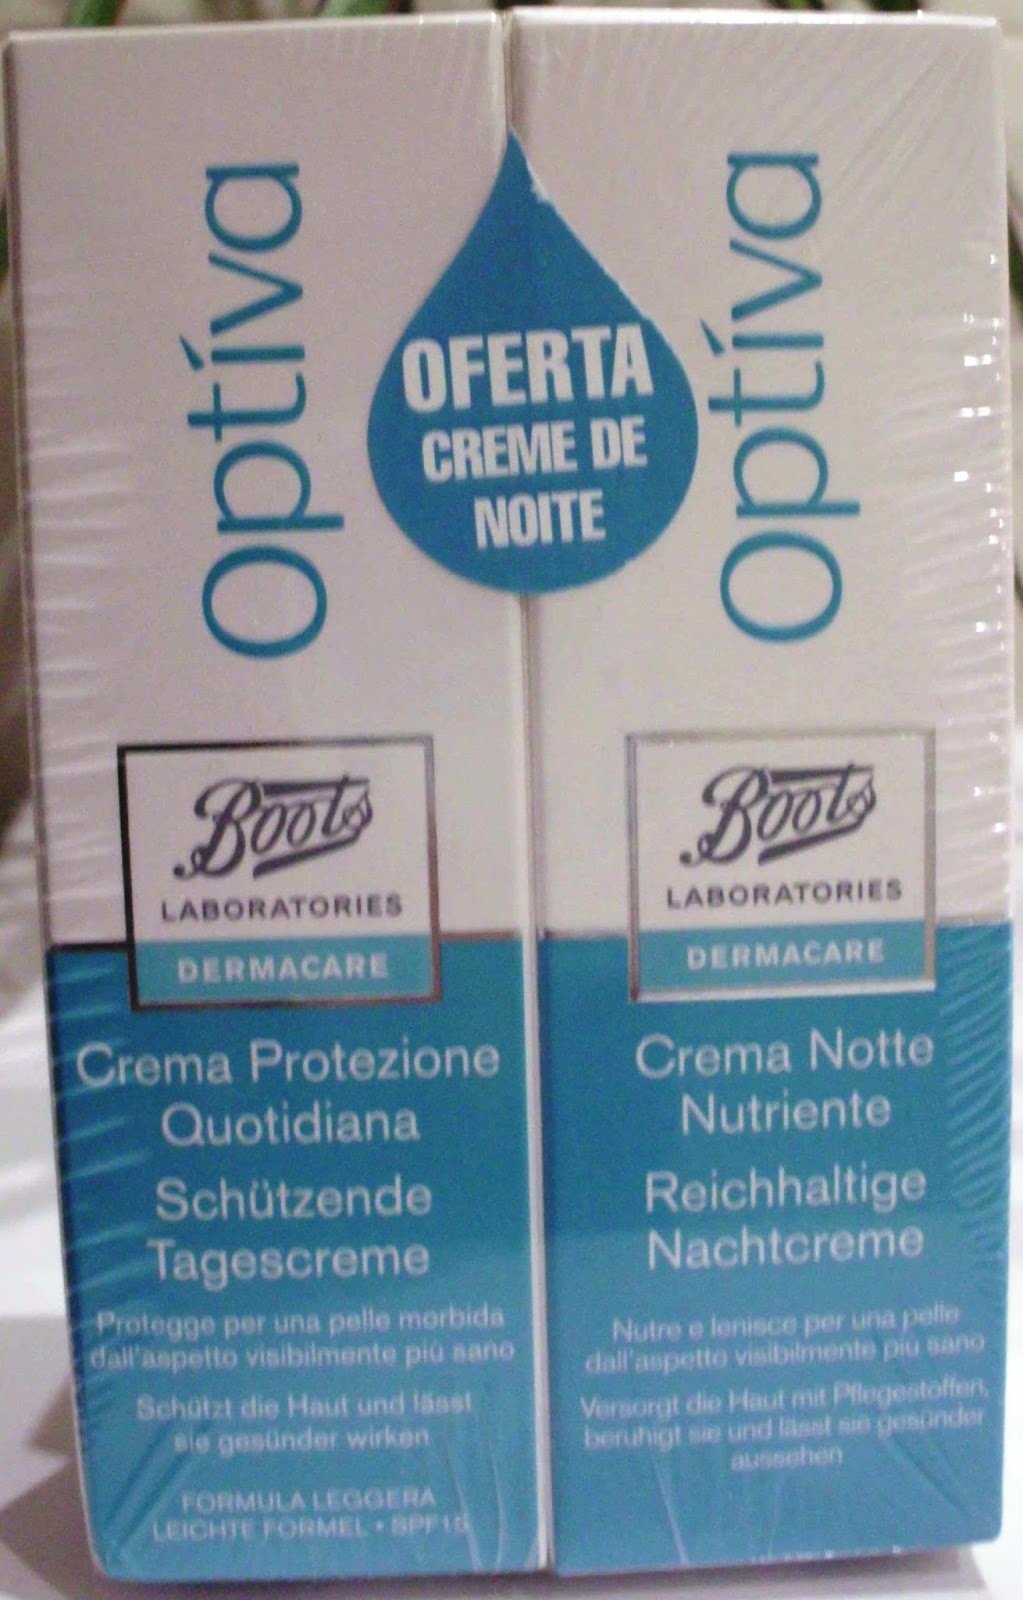 Optiva
OFERTA
CREME DE
NOITE
Optiva
Boots
LABORATORIES
DERMACARE
Crema Protezione
Quotidiana
Schützende
Tagescreme
Protegge per una pelle morbida
dall'aspetto visibilmente più sano
Schützt die Haut und lässt
sie gesünder wirken
FORMULA LEGGERA
LEICHTE FORMEL • SPF15
Boots
LABORATORIES
DERMACARE
Crema Notte
Nutriente
Reichhaltige
Nachtcreme
Nutre e lenisce per una pelle
dall'aspetto visibilmente più sano
Versorgt die Haut mit Pflegestoffen,
beruhigt sie und lässt sie gesünder
aussehen